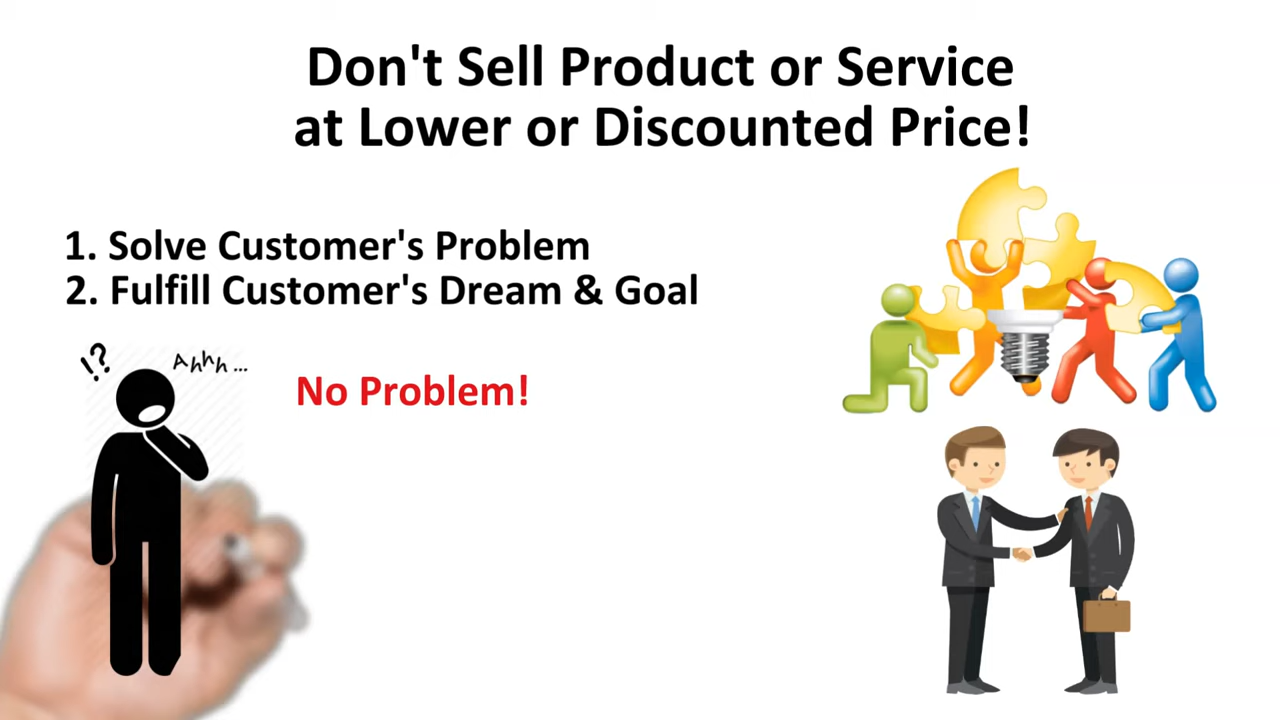 Don't Sell Product or Service
at Lower or Discounted Price!
1. Solve Customer's Problem
2. Fulfill Customer's Dream & Goal
!?
Ahhh...
No Problem!